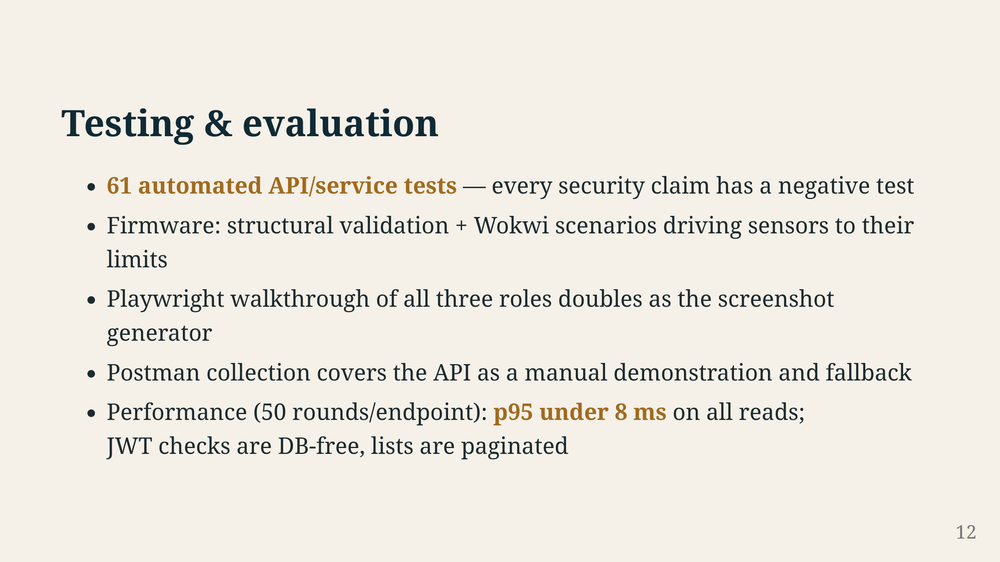 Testing & evaluation
• 61 automated API/service tests — every security claim has a negative test
• Firmware: structural validation + Wokwi scenarios driving sensors to their
limits
• Playwright walkthrough of all three roles doubles as the screenshot
generator
• Postman collection covers the API as a manual demonstration and fallback
• Performance (50 rounds/endpoint): p95 under 8 ms on all reads;
JWT checks are DB-free, lists are paginated
12